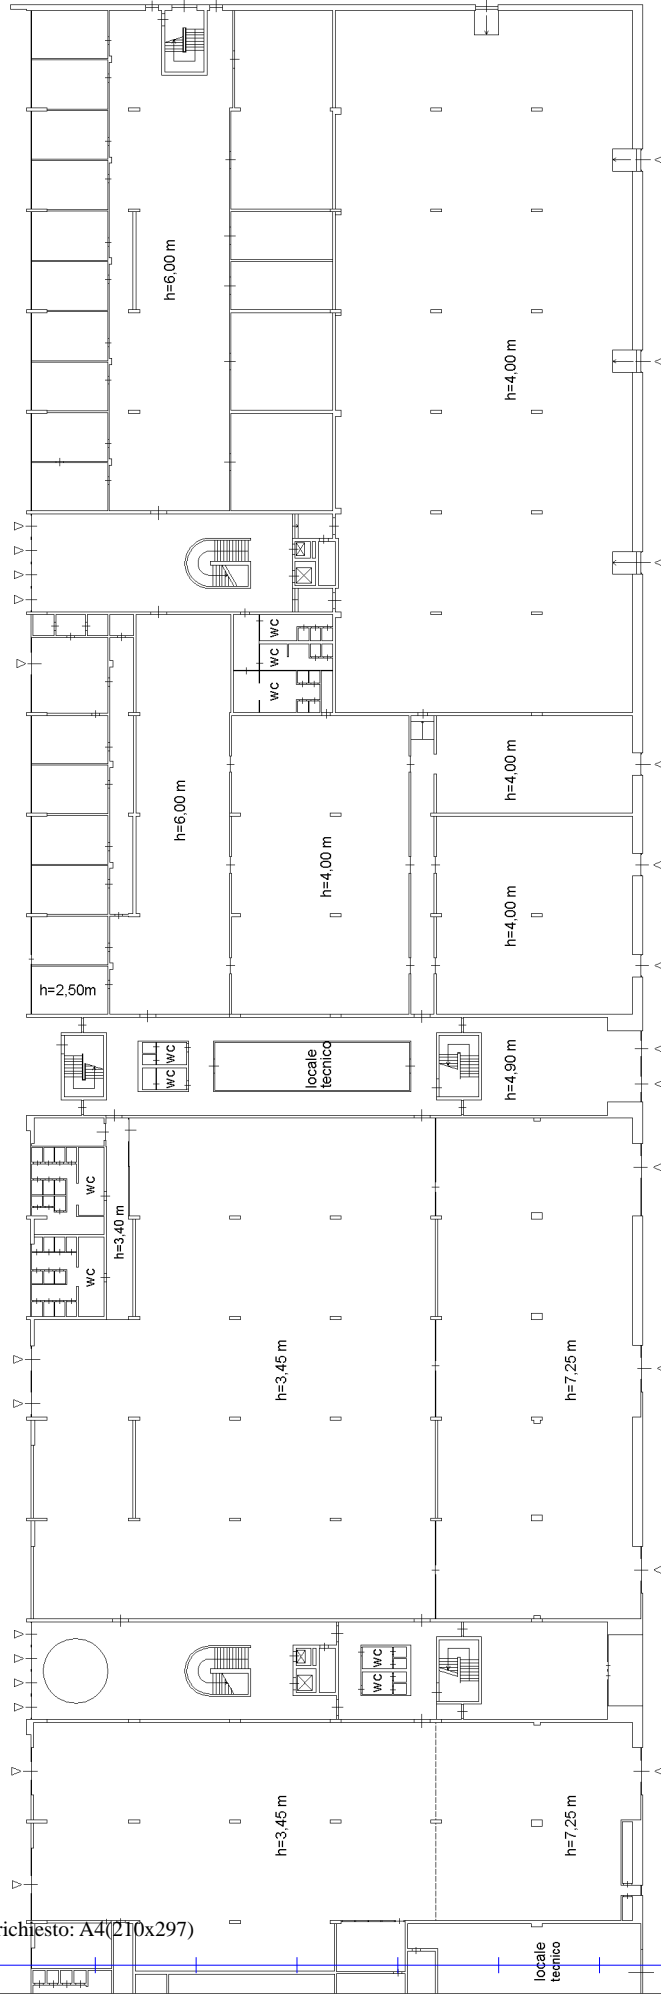 h=6,00 m
h=4,00 m
WC
WC
WC
h=6,00 m
h=4,00 m
h=4,00 m
h=4,00 m
h=2,50m
WC
WC
locale
tecnico
h=4,90 m
WC
WC
h=3,40 m
h=3,45 m
h=7,25 m
WC
WC
h=3,45 m
h=7,25 m
richiesto: A4(210x297)
locale
tecnico